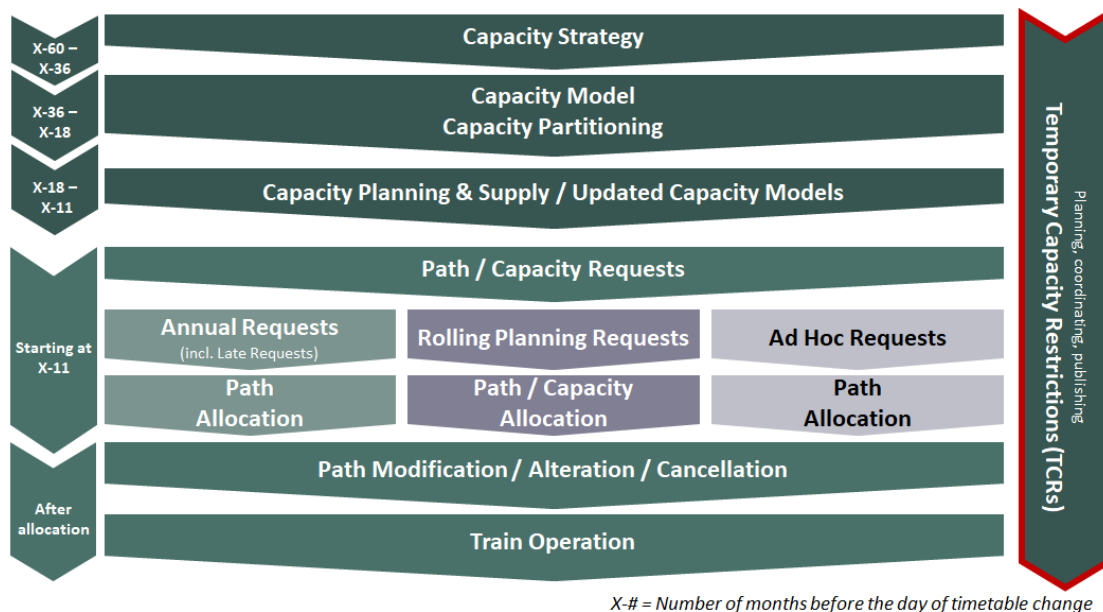 X-60 –
X-36
Capacity Strategy
X-36
– X-18
Capacity Model
Capacity Partitioning
X-18 –
X-11
Capacity Planning & Supply / Updated Capacity Models
Starting at
X-11
Path / Capacity Requests
Annual Requests
(incl. Late Requests)
Rolling Planning Requests
Ad Hoc Requests
Path
Allocation
Path / Capacity
Allocation
Path
Allocation
After
allocation
Path Modification / Alteration / Cancellation
Train Operation
Temporary Capacity Restrictions (TCRs)
Planning, coordinating, publishing
X-# = Number of months before the day of timetable change